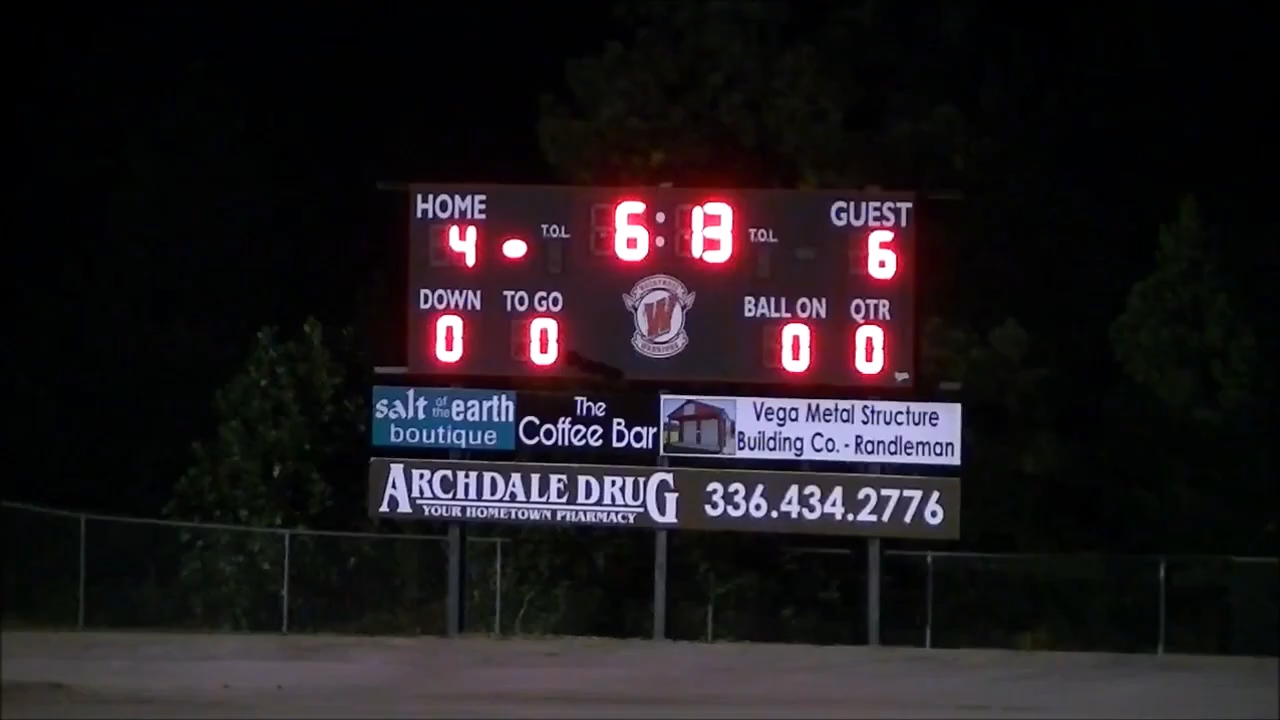 HOME T.O.L 6:13 T.O.L GUEST
4 6
DOWN TO GO BALL ON QTR
0 0 W 0 0
WARRIORS
salt of the earth
boutique
The
Coffee Bar
Vega Metal Structure
Building Co. - Randleman
ARCHDALE DRUG
YOUR HOMETOWN PHARMACY
336.434.2776